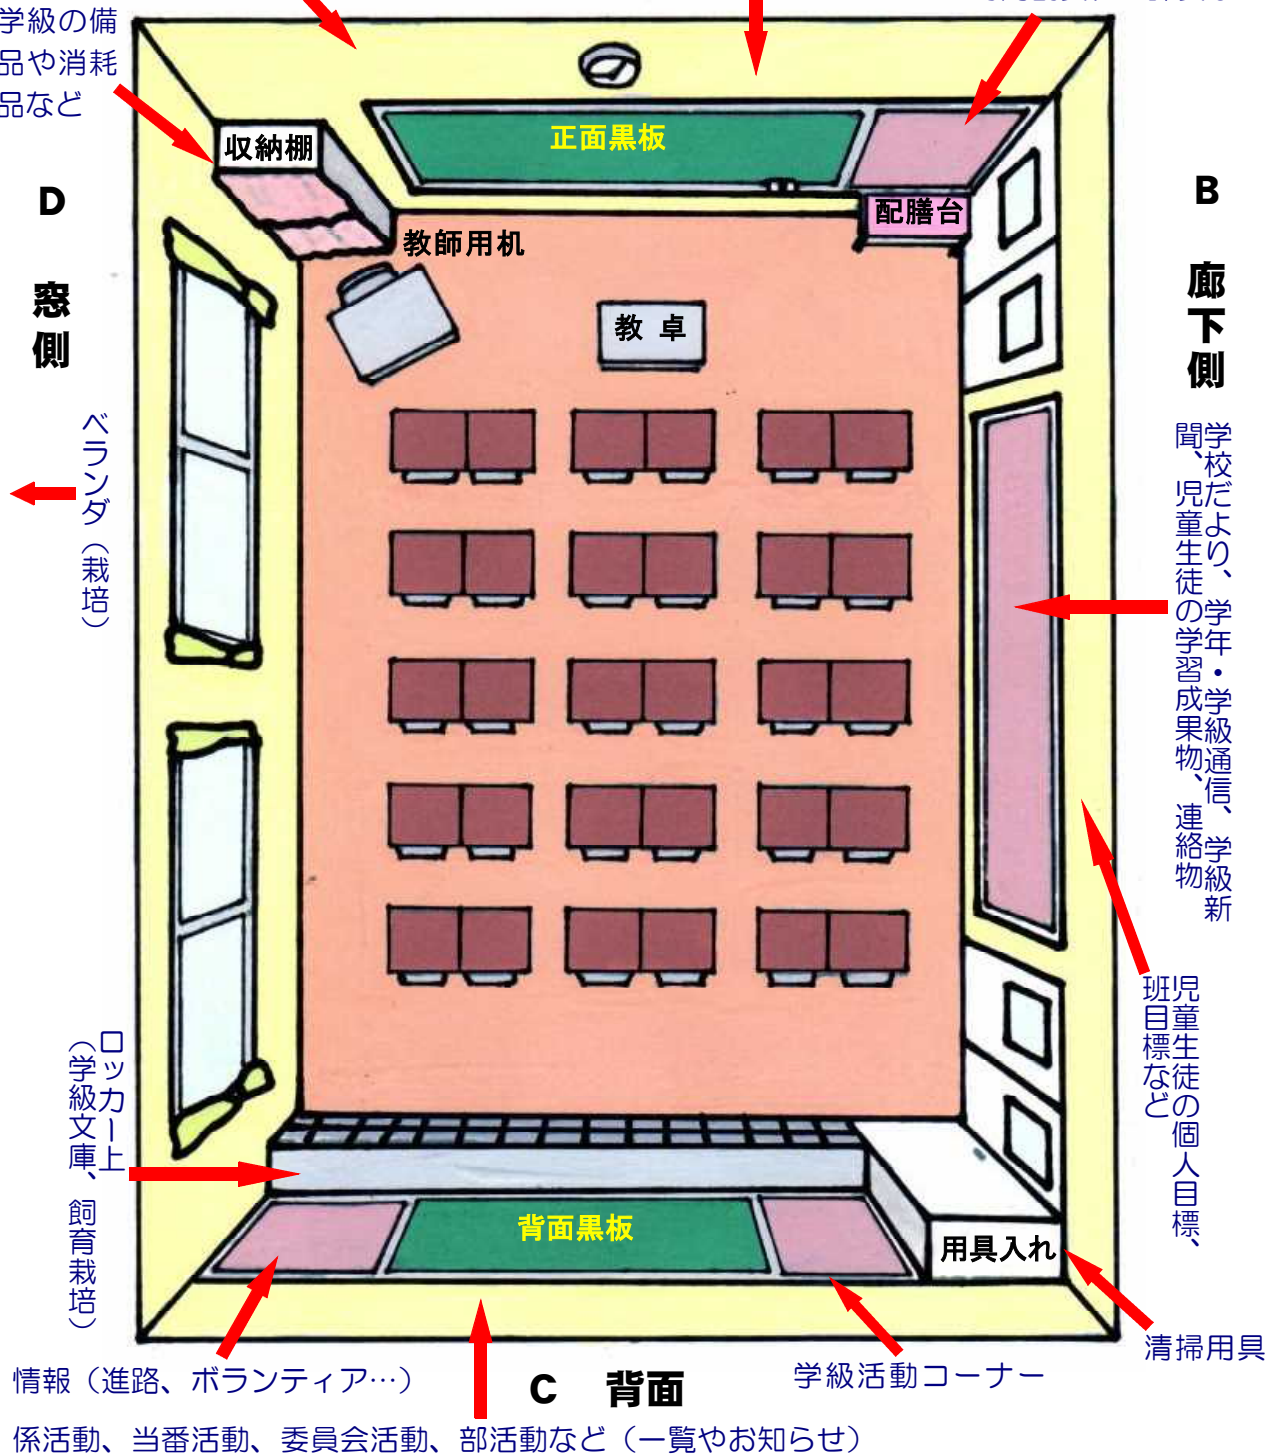 学級の備
品や消耗
品など
収納棚
正面黒板
配膳台
教師用机
教卓
D 窓側
B 廊下側
ベランダ（栽培）
学校だより、学年・学級通信、学級新
聞、児童生徒の学習成果物、連絡物
児童生徒の個人目標、
班目標など
ロッカー上
（学級文庫、飼育栽培）
背面黒板
用具入れ
清掃用具
情報（進路、ボランティア…）
C 背面
学級活動コーナー
係活動、当番活動、委員会活動、部活動など（一覧やお知らせ）